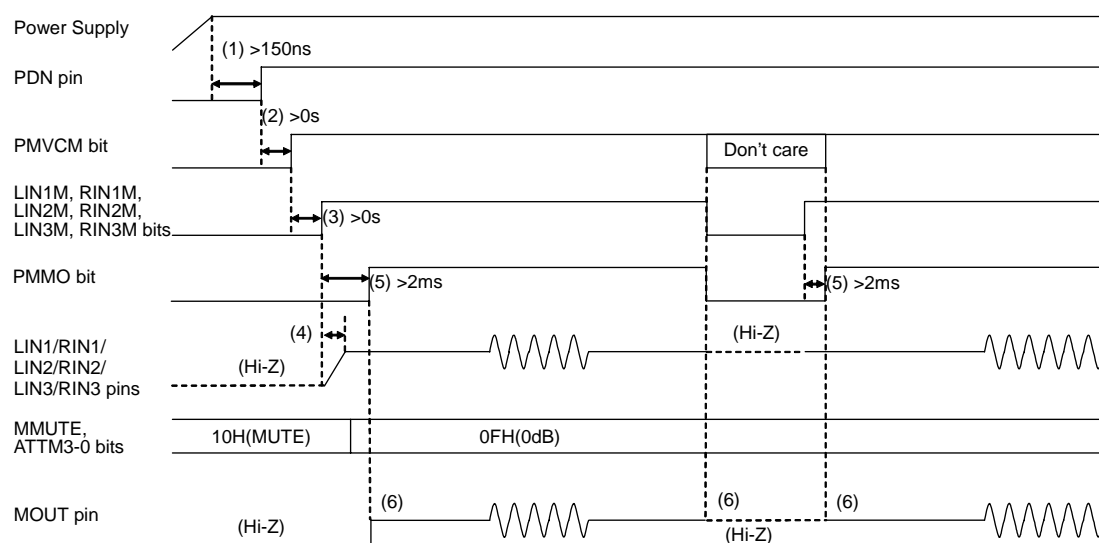 Power Supply
(1) >150ns
PDN pin
(2) >0s
PMVCM bit
Don't care
LIN1M, RIN1M,
LIN2M, RIN2M,
LIN3M, RIN3M bits
(3) >0s
PMMO bit
(5) >2ms
(5) >2ms
(4)
LIN1/RIN1/
LIN2/RIN2/
LIN3/RIN3 pins
(Hi-Z)
(Hi-Z)
MMUTE,
ATTM3-0 bits
10H(MUTE)
0FH(0dB)
MOUT pin
(Hi-Z)
(6)
(6)
(6)
(Hi-Z)